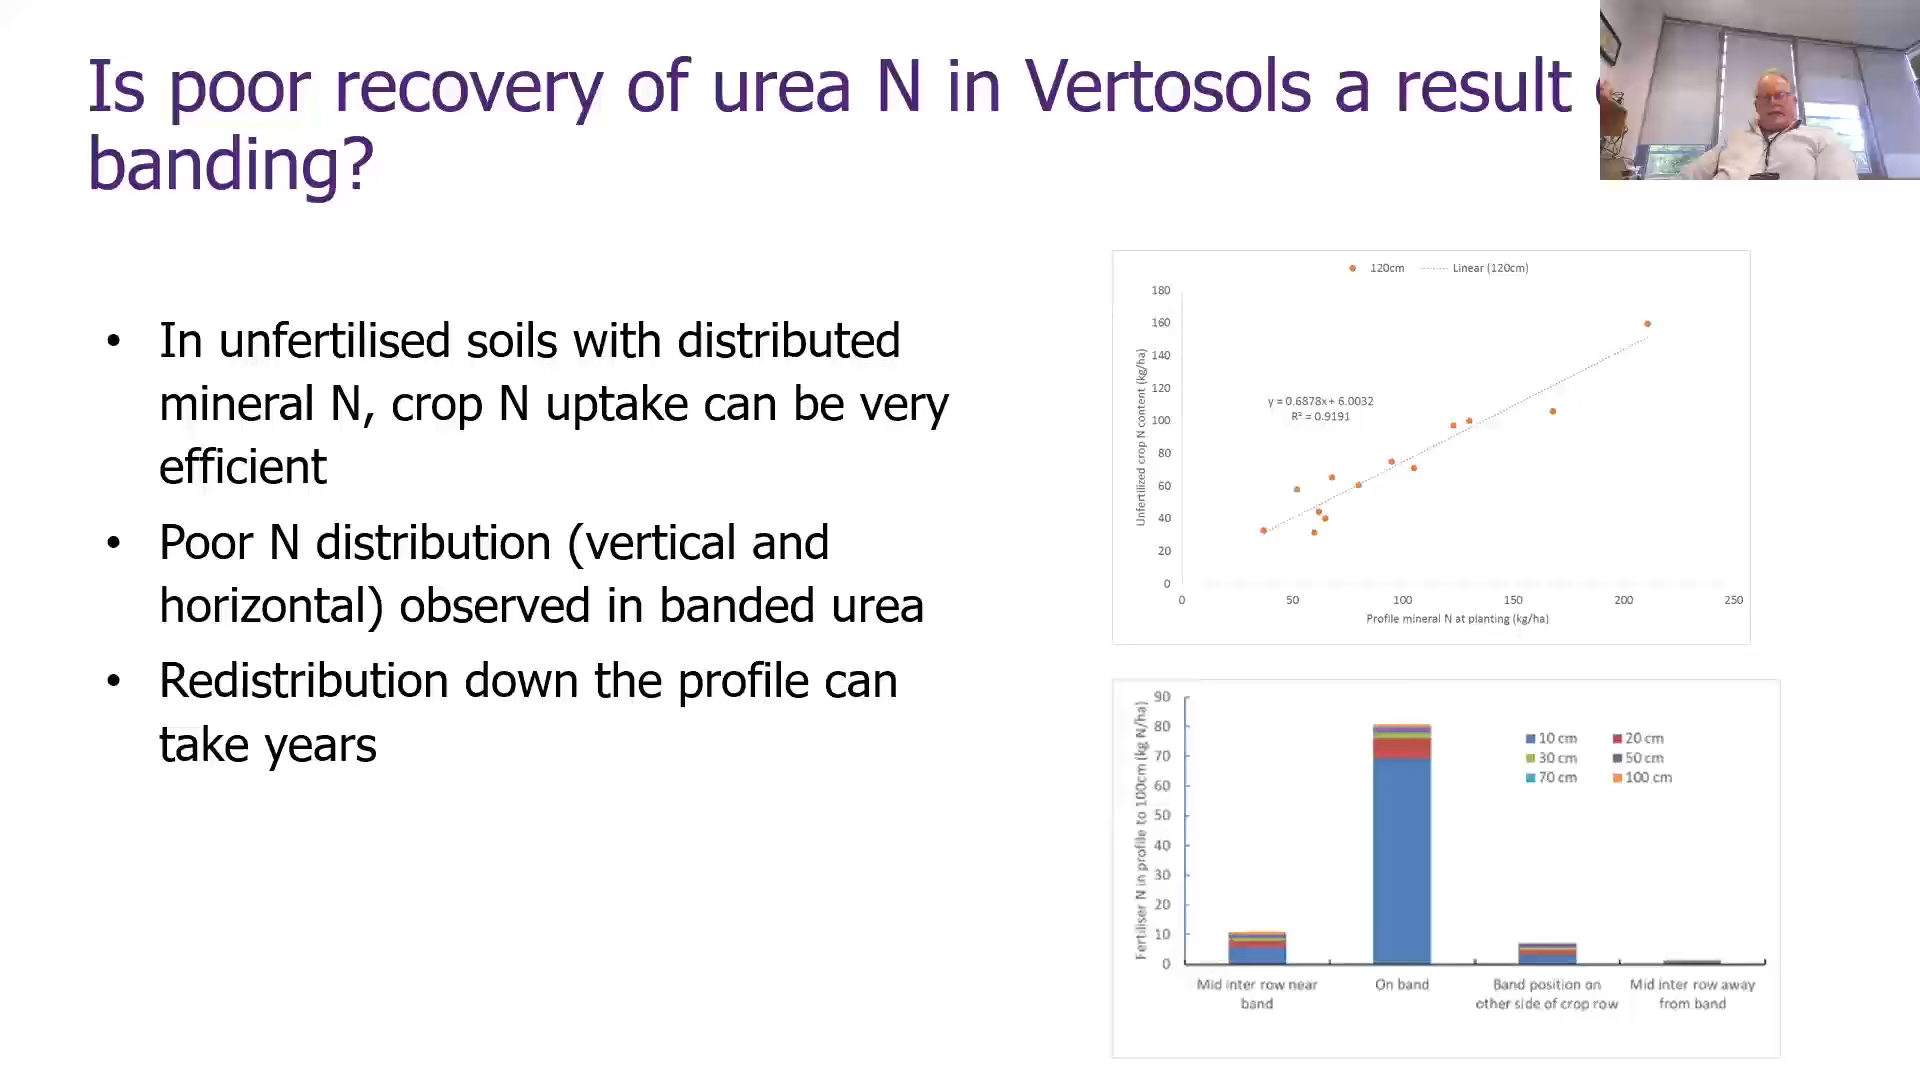 Is poor recovery of urea N in Vertosols a result
banding?
• In unfertilised soils with distributed
mineral N, crop N uptake can be very
efficient
• Poor N distribution (vertical and
horizontal) observed in banded urea
• Redistribution down the profile can
take years
120cm
Linear (120cm)
Unfertilized crop N content (kg/ha)
180
160
140
120
100
80
60
40
20
0
y = 0.6878x + 6.0032
R² = 0.9191
0
50
100
150
200
250
Profile mineral N at planting (kg/ha)
Fertiliser N in profile to 100cm (kg N/ha)
90
80
70
60
50
40
30
20
10
0
10 cm
20 cm
30 cm
50 cm
70 cm
100 cm
Mid inter row near
band
On band
Band position on
other side of crop row
Mid inter row away
from band